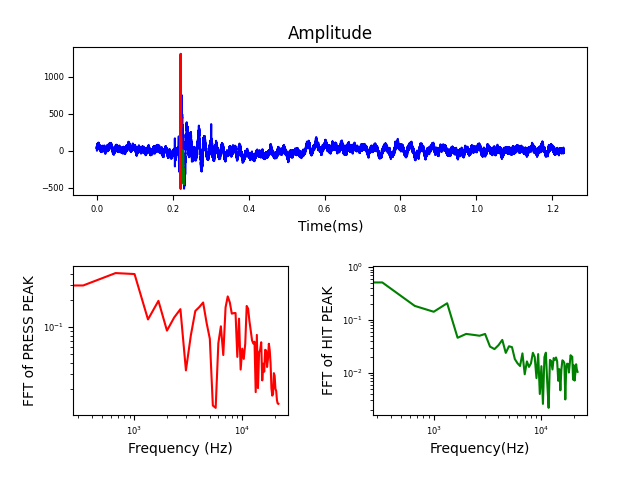 Amplitude
1000
500
0
−500
0.0 0.2 0.4 0.6 0.8 1.0 1.2
Time(ms)
FFT of PRESS PEAK
10⁻¹
10³ 10⁴
Frequency (Hz)
FFT of HIT PEAK
10⁰
10⁻¹
10⁻²
10³ 10⁴
Frequency(Hz)